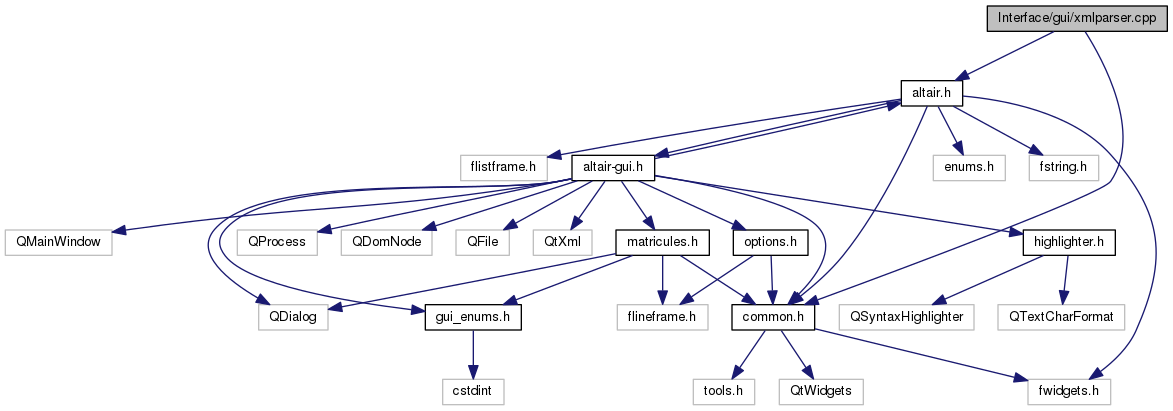 Interface/gui/xmlparser.cpp
altair.h
flistframe.h
altair-gui.h
enums.h
fstring.h
QMainWindow
QProcess
QDomNode
QFile
QtXml
matricules.h
options.h
highlighter.h
QDialog
gui_enums.h
flineframe.h
common.h
QSyntaxHighlighter
QTextCharFormat
cstdint
tools.h
QtWidgets
fwidgets.h